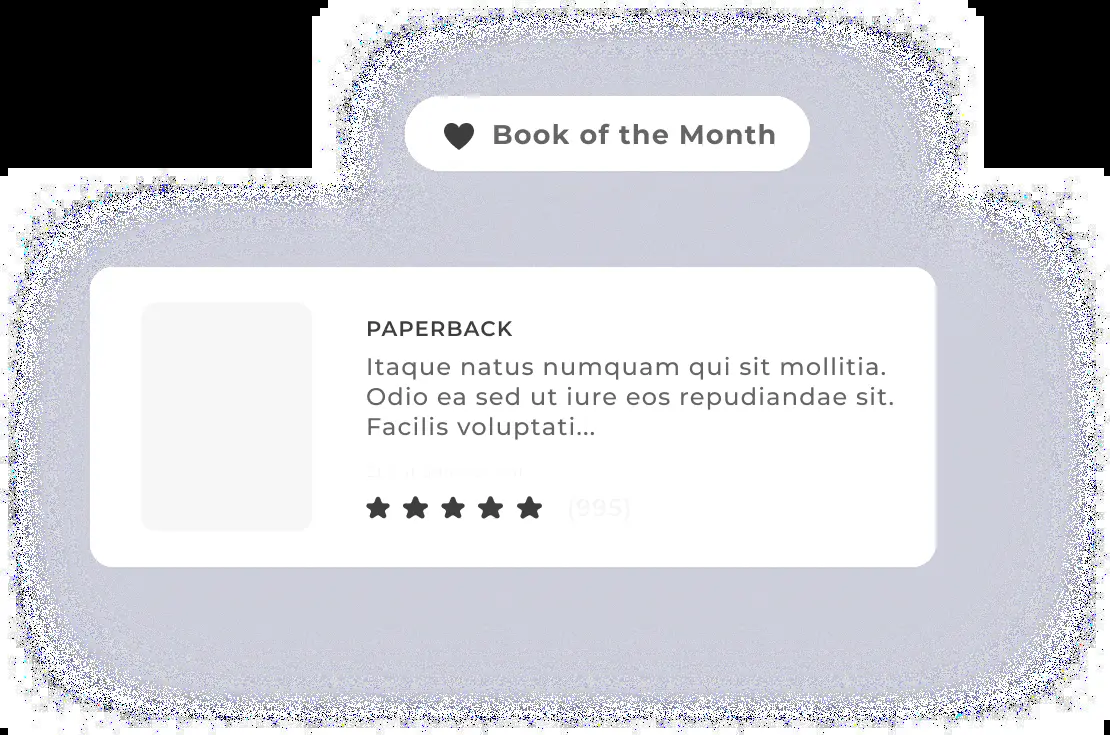 Book of the Month
PAPERBACK
Itaque natus numquam qui sit mollitia.
Odio ea sed ut iure eos repudiandae sit.
Facilis voluptati...
(995)